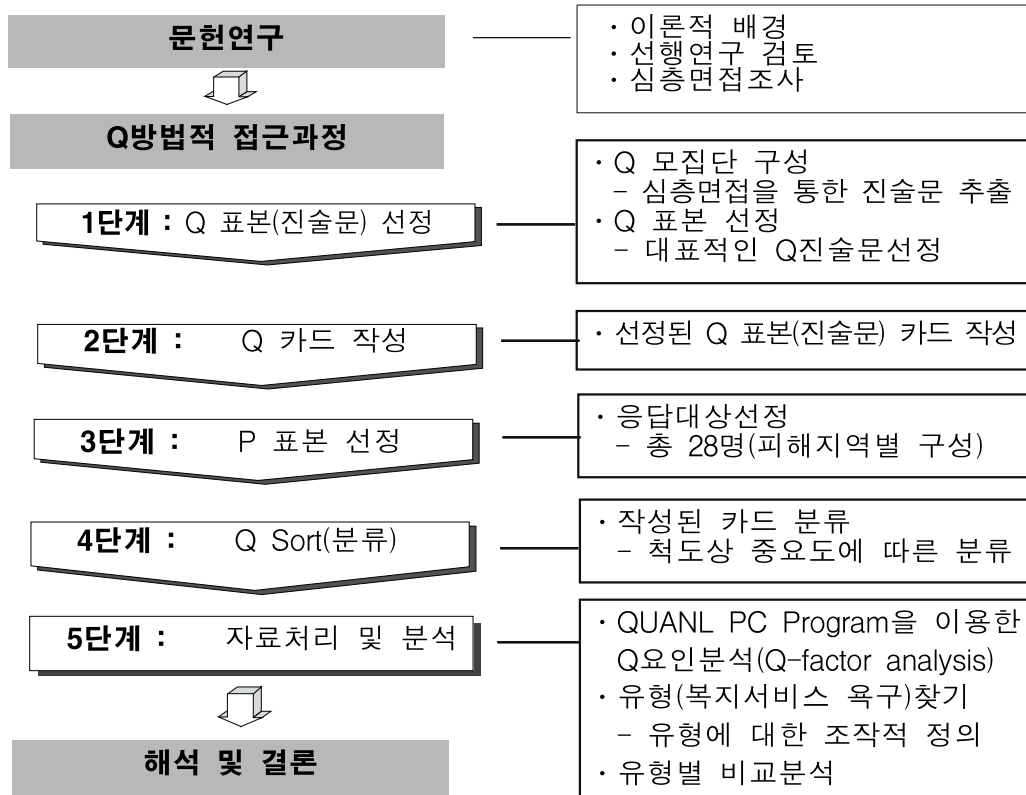 문헌연구
· 이론적 배경
· 선행연구 검토
· 심층면접조사
Q방법적 접근과정
1단계 : Q 표본(진술문) 선정
· Q 모집단 구성
– 심층면접을 통한 진술문 추출
· Q 표본 선정
– 대표적인 Q진술문선정
2단계 : Q 카드 작성
· 선정된 Q 표본(진술문) 카드 작성
3단계 : P 표본 선정
· 응답대상선정
– 총 28명(피해지역별 구성)
4단계 : Q Sort(분류)
· 작성된 카드 분류
– 척도상 중요도에 따른 분류
5단계 : 자료처리 및 분석
· QUANL PC Program을 이용한
Q요인분석(Q-factor analysis)
· 유형(복지서비스 욕구)찾기
– 유형에 대한 조작적 정의
· 유형별 비교분석
해석 및 결론